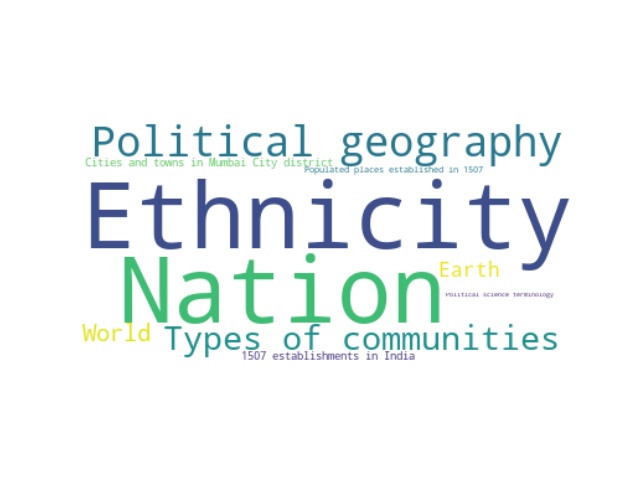 Political geography
Cities and towns in Mumbai City district
Populated places established in 1507
Ethnicity
Nation
Earth
Political science terminology
World
Types of communities
1507 establishments in India